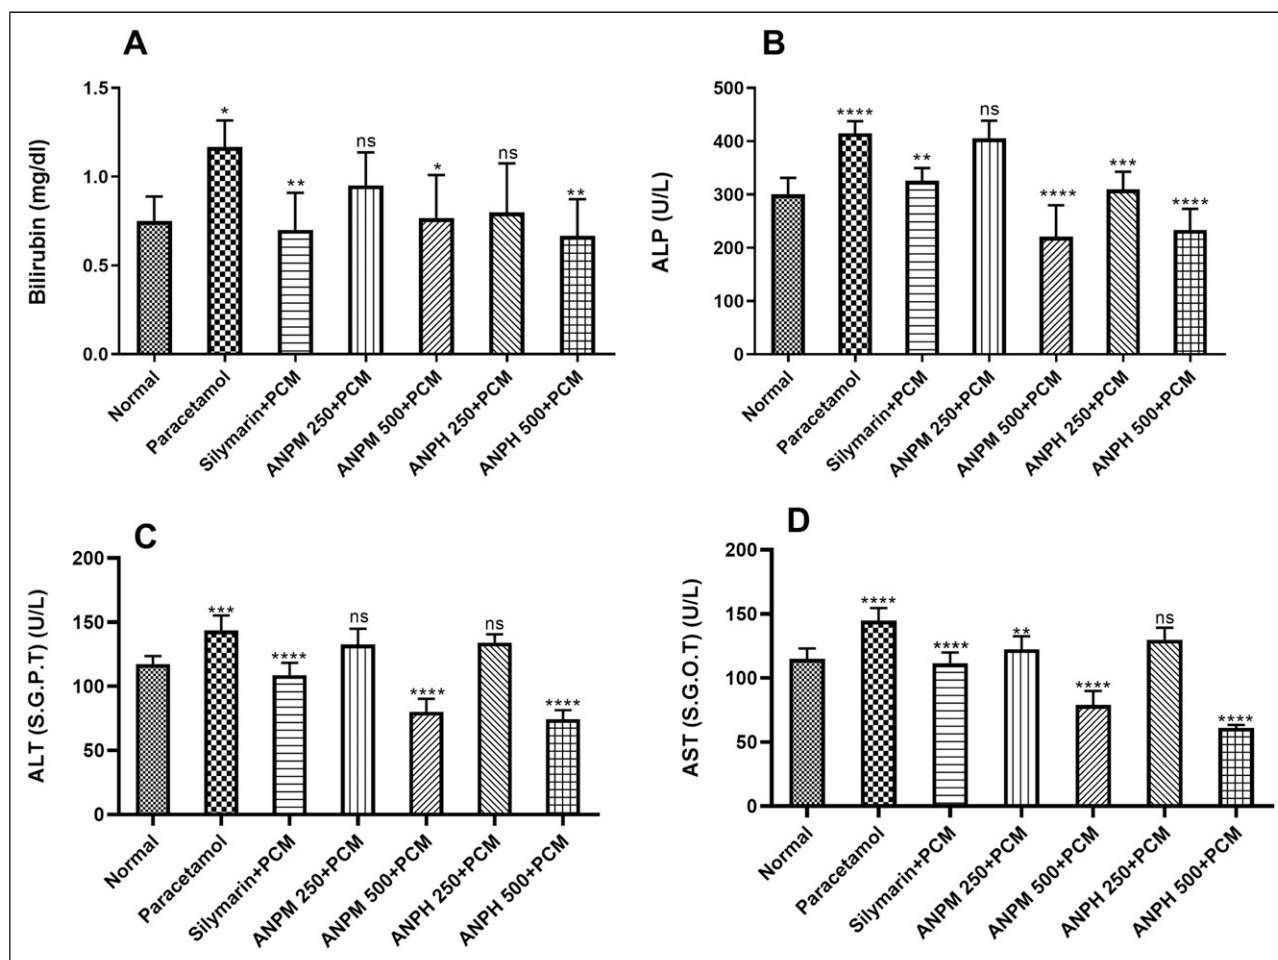 A
Bilirubin (mg/dl)
1.5
1.0
0.5
0.0
*
**
ns
*
ns
**
Normal
Paracetamol
Silymarin+PCM
ANPM 250+PCM
ANPM 500+PCM
ANPH 250+PCM
ANPH 500+PCM
B
ALP (U/L)
500
400
300
200
100
0
****
**
ns
****
***
****
Normal
Paracetamol
Silymarin+PCM
ANPM 250+PCM
ANPM 500+PCM
ANPH 250+PCM
ANPH 500+PCM
C
ALT (S.G.P.T) (U/L)
200
150
100
50
0
***
****
ns
****
ns
****
Normal
Paracetamol
Silymarin+PCM
ANPM 250+PCM
ANPM 500+PCM
ANPH 250+PCM
ANPH 500+PCM
D
AST (S.G.O.T) (U/L)
200
150
100
50
0
****
****
**
****
ns
****
Normal
Paracetamol
Silymarin+PCM
ANPM 250+PCM
ANPM 500+PCM
ANPH 250+PCM
ANPH 500+PCM